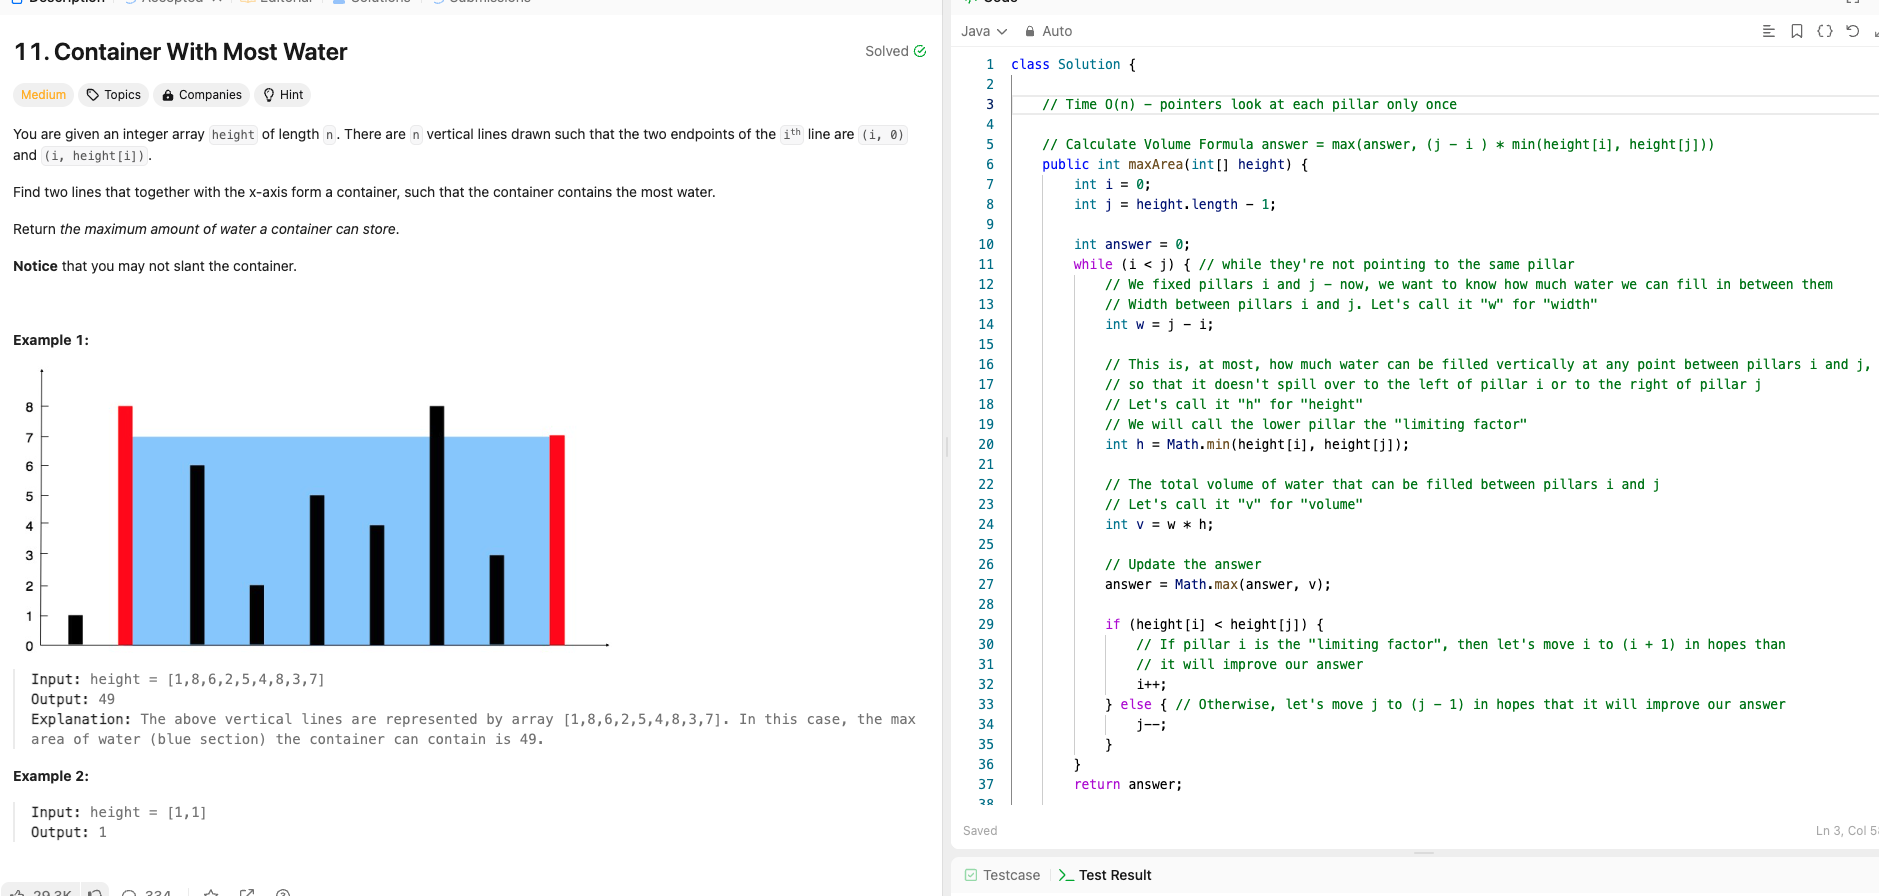 Description
Accepted
Editorial
Solutions
Submissions
11. Container With Most Water
Solved
Medium
Topics
Companies
Hint
You are given an integer array height of length n. There are n vertical lines drawn such that the two endpoints of the ith line are (i, 0)
and (i, height[i]).
Find two lines that together with the x-axis form a container, such that the container contains the most water.
Return the maximum amount of water a container can store.
Notice that you may not slant the container.
Example 1:
8
7
6
5
4
3
2
1
0
Input: height = [1,8,6,2,5,4,8,3,7]
Output: 49
Explanation: The above vertical lines are represented by array [1,8,6,2,5,4,8,3,7]. In this case, the max
area of water (blue section) the container can contain is 49.
Example 2:
Input: height = [1,1]
Output: 1
29.3K
334
Code
Java
Auto
1 class Solution {
2
3 // Time O(n) - pointers look at each pillar only once
4
5 // Calculate Volume Formula answer = max(answer, (j - i ) * min(height[i], height[j]))
6 public int maxArea(int[] height) {
7 int i = 0;
8 int j = height.length - 1;
9
10 int answer = 0;
11 while (i < j) { // while they're not pointing to the same pillar
12 // We fixed pillars i and j - now, we want to know how much water we can fill in between them
13 // Width between pillars i and j. Let's call it "w" for "width"
14 int w = j - i;
15
16 // This is, at most, how much water can be filled vertically at any point between pillars i and j,
17 // so that it doesn't spill over to the left of pillar i or to the right of pillar j
18 // Let's call it "h" for "height"
19 // We will call the lower pillar the "limiting factor"
20 int h = Math.min(height[i], height[j]);
21
22 // The total volume of water that can be filled between pillars i and j
23 // Let's call it "v" for "volume"
24 int v = w * h;
25
26 // Update the answer
27 answer = Math.max(answer, v);
28
29 if (height[i] < height[j]) {
30 // If pillar i is the "limiting factor", then let's move i to (i + 1) in hopes than
31 // it will improve our answer
32 i++;
33 } else { // Otherwise, let's move j to (j - 1) in hopes that it will improve our answer
34 j--;
35 }
36 }
37 return answer;
38
Saved
Ln 3, Col 5
Testcase
Test Result